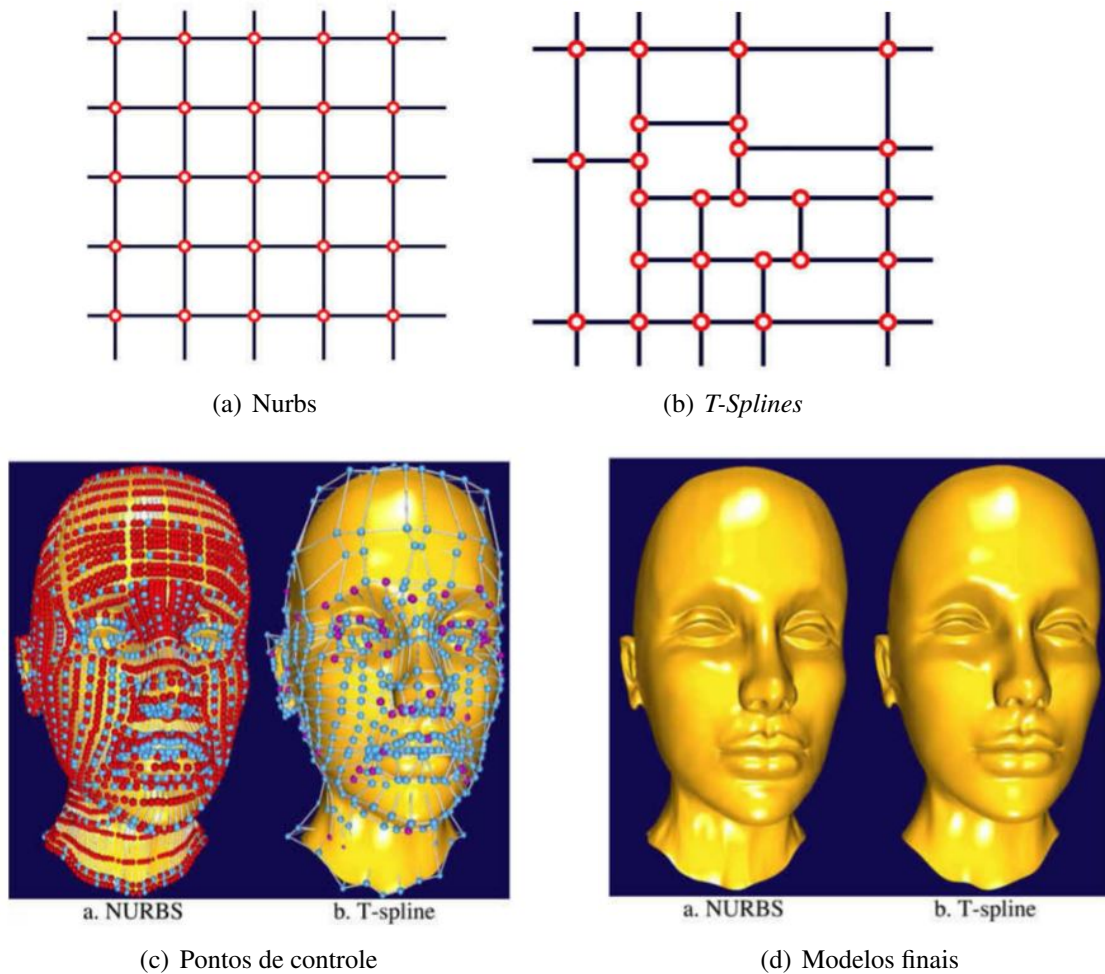 (a) Nurbs
(b) T-Splines
a. NURBS
b. T-spline
a. NURBS
b. T-spline
(c) Pontos de controle
(d) Modelos finais